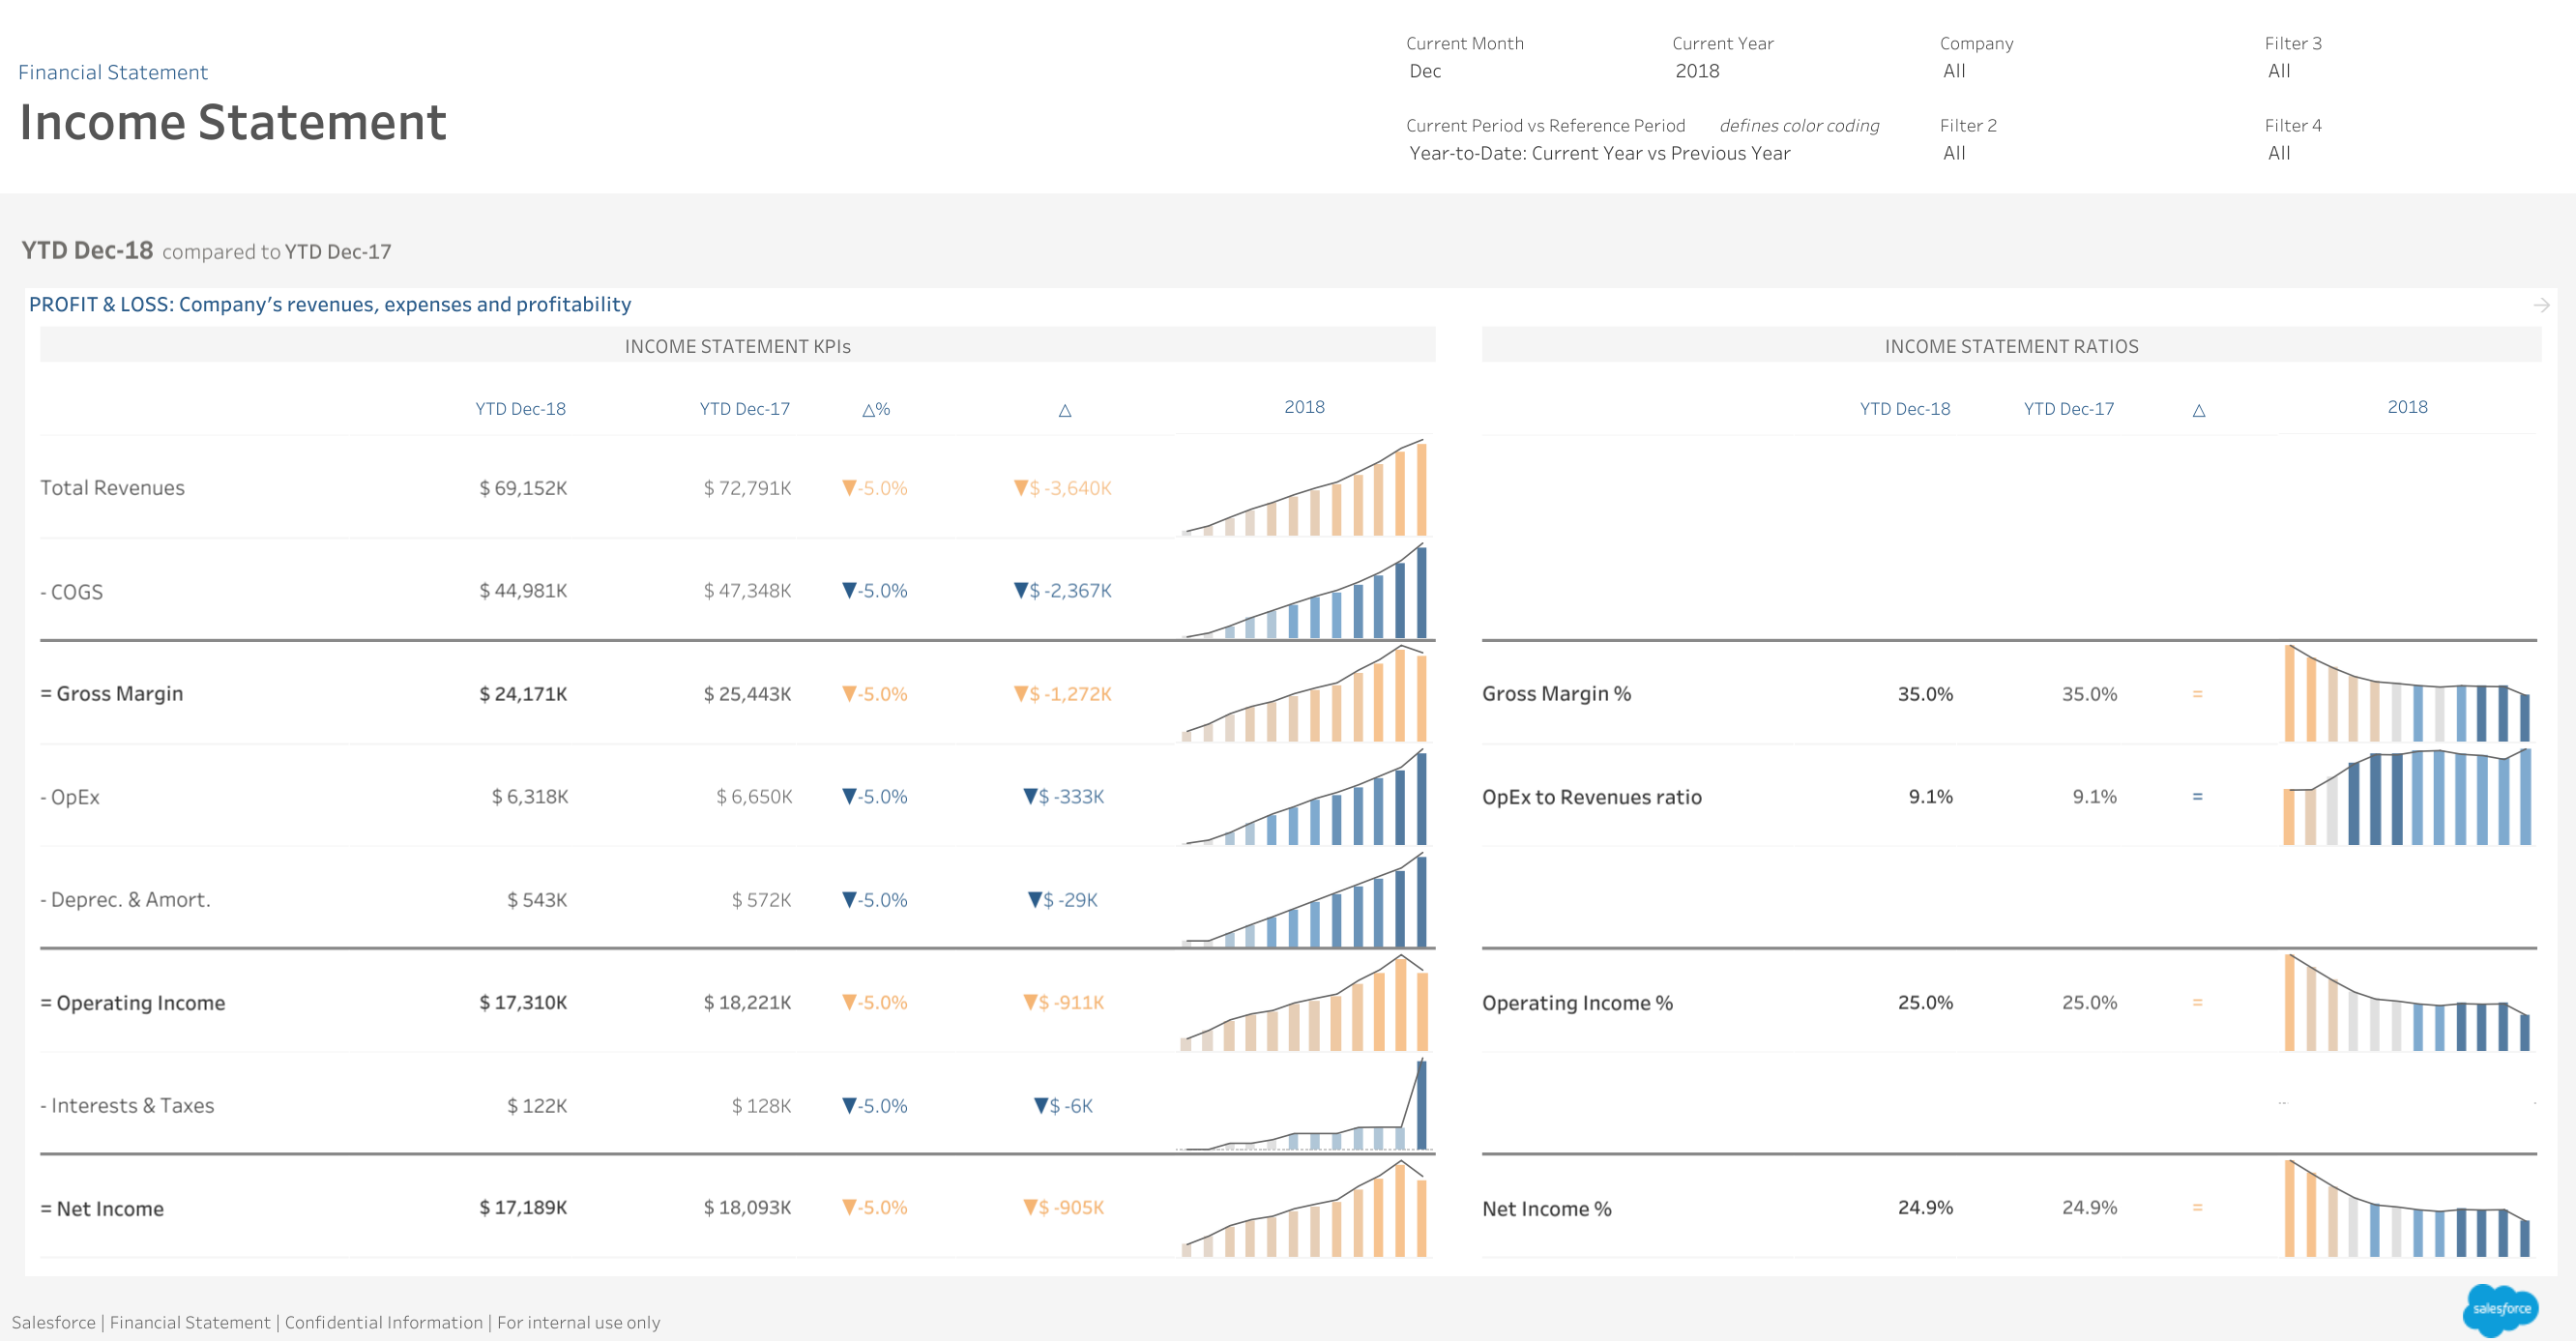 Financial Statement
Income Statement
Current Month Current Year Company Filter 3
Dec 2018 All All
Current Period vs Reference Period defines color coding Filter 2 Filter 4
Year-to-Date: Current Year vs Previous Year All All
YTD Dec-18 compared to YTD Dec-17
PROFIT & LOSS: Company's revenues, expenses and profitability →
INCOME STATEMENT KPIs
YTD Dec-18 YTD Dec-17 △% △ 2018
Total Revenues $ 69,152K $ 72,791K ▼-5.0% ▼$ -3,640K
- COGS $ 44,981K $ 47,348K ▼-5.0% ▼$ -2,367K
= Gross Margin $ 24,171K $ 25,443K ▼-5.0% ▼$ -1,272K
- OpEx $ 6,318K $ 6,650K ▼-5.0% ▼$ -333K
- Deprec. & Amort. $ 543K $ 572K ▼-5.0% ▼$ -29K
= Operating Income $ 17,310K $ 18,221K ▼-5.0% ▼$ -911K
- Interests & Taxes $ 122K $ 128K ▼-5.0% ▼$ -6K
= Net Income $ 17,189K $ 18,093K ▼-5.0% ▼$ -905K
INCOME STATEMENT RATIOS
YTD Dec-18 YTD Dec-17 △ 2018
Gross Margin % 35.0% 35.0% =
OpEx to Revenues ratio 9.1% 9.1% =
Operating Income % 25.0% 25.0% =
Net Income % 24.9% 24.9% =
Salesforce | Financial Statement | Confidential Information | For internal use only
salesforce